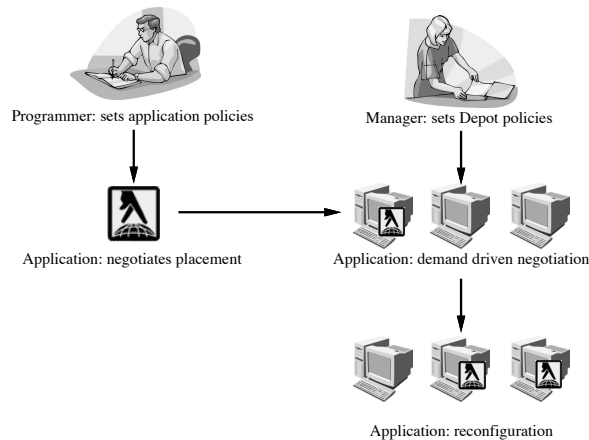 Programmer: sets application policies
Manager: sets Depot policies
Application: negotiates placement
Application: demand driven negotiation
Application: reconfiguration